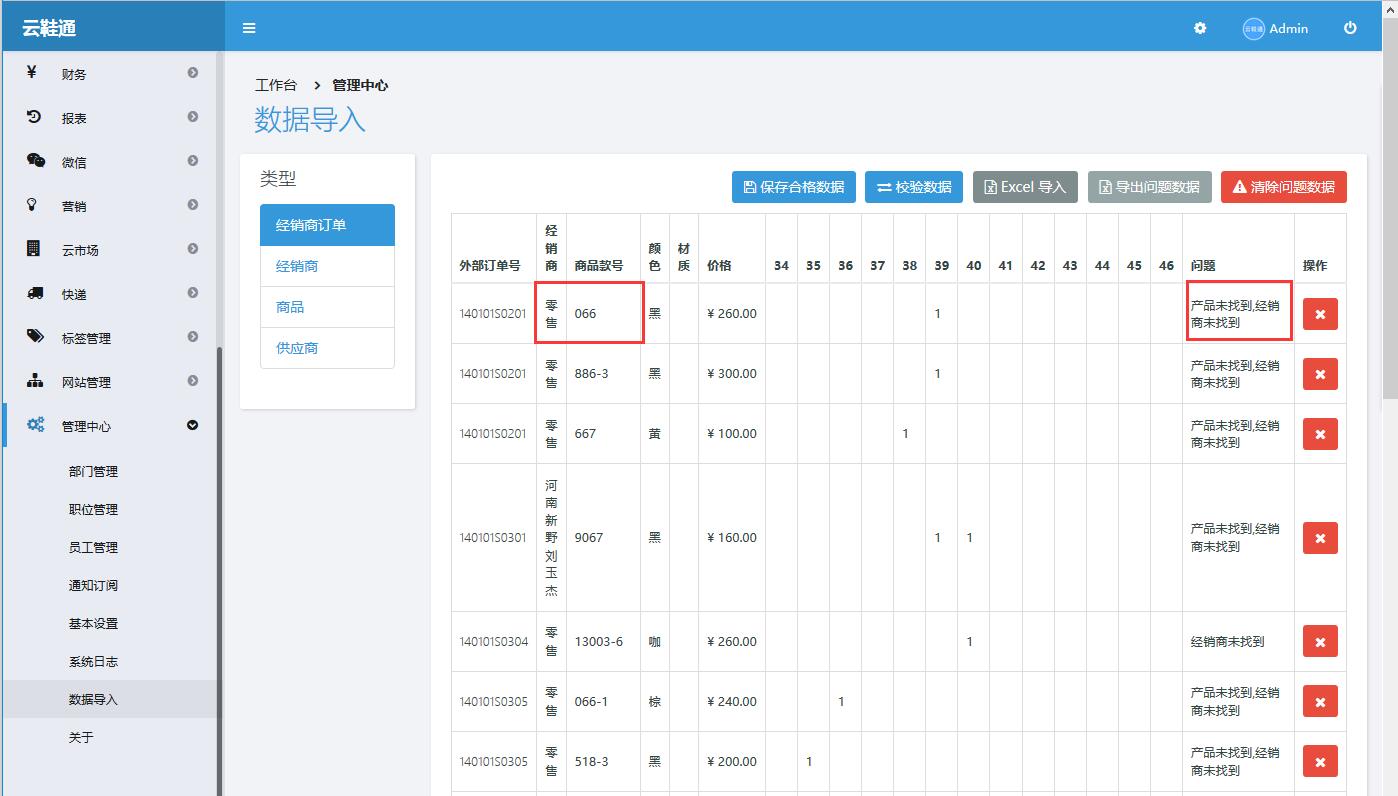 云鞋通
Admin
财务
报表
微信
营销
云市场
快递
标签管理
网站管理
管理中心
部门管理
职位管理
员工管理
通知订阅
基本设置
系统日志
数据导入
关于
工作台 > 管理中心
数据导入
类型
经销商订单
经销商
商品
供应商
保存合格数据 校验数据 Excel 导入 导出问题数据 清除问题数据
外部订单号 经销商 商品款号 颜色 材质 价格 34 35 36 37 38 39 40 41 42 43 44 45 46 问题 操作
140101S0201 零售 066 黑 ¥ 260.00 1 产品未找到,经销商未找到
140101S0201 零售 886-3 黑 ¥ 300.00 1 产品未找到,经销商未找到
140101S0201 零售 667 黄 ¥ 100.00 1 产品未找到,经销商未找到
140101S0301 河南新野刘玉杰 9067 黑 ¥ 160.00 1 1 产品未找到,经销商未找到
140101S0304 零售 13003-6 咖 ¥ 260.00 1 经销商未找到
140101S0305 零售 066-1 棕 ¥ 240.00 1 产品未找到,经销商未找到
140101S0305 零售 518-3 黑 ¥ 200.00 1 产品未找到,经销商未找到